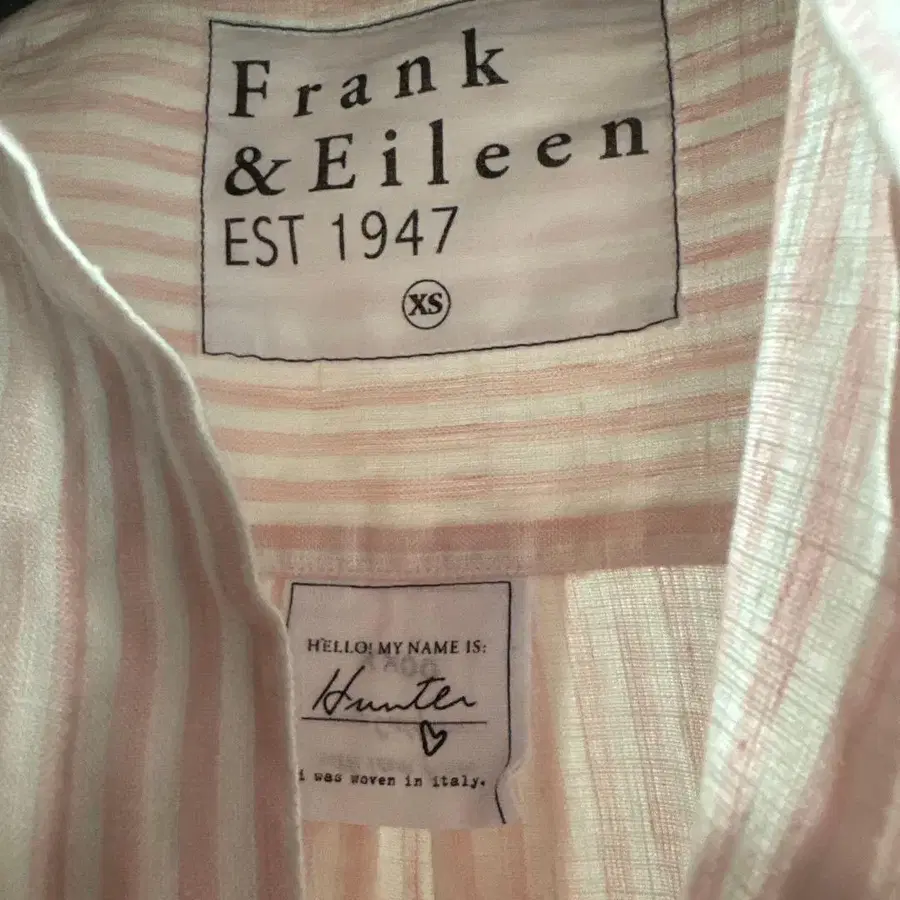 Frank
& Eileen
EST 1947
XS
HELLO! MY NAME IS:
Hunter
i was woven in italy.